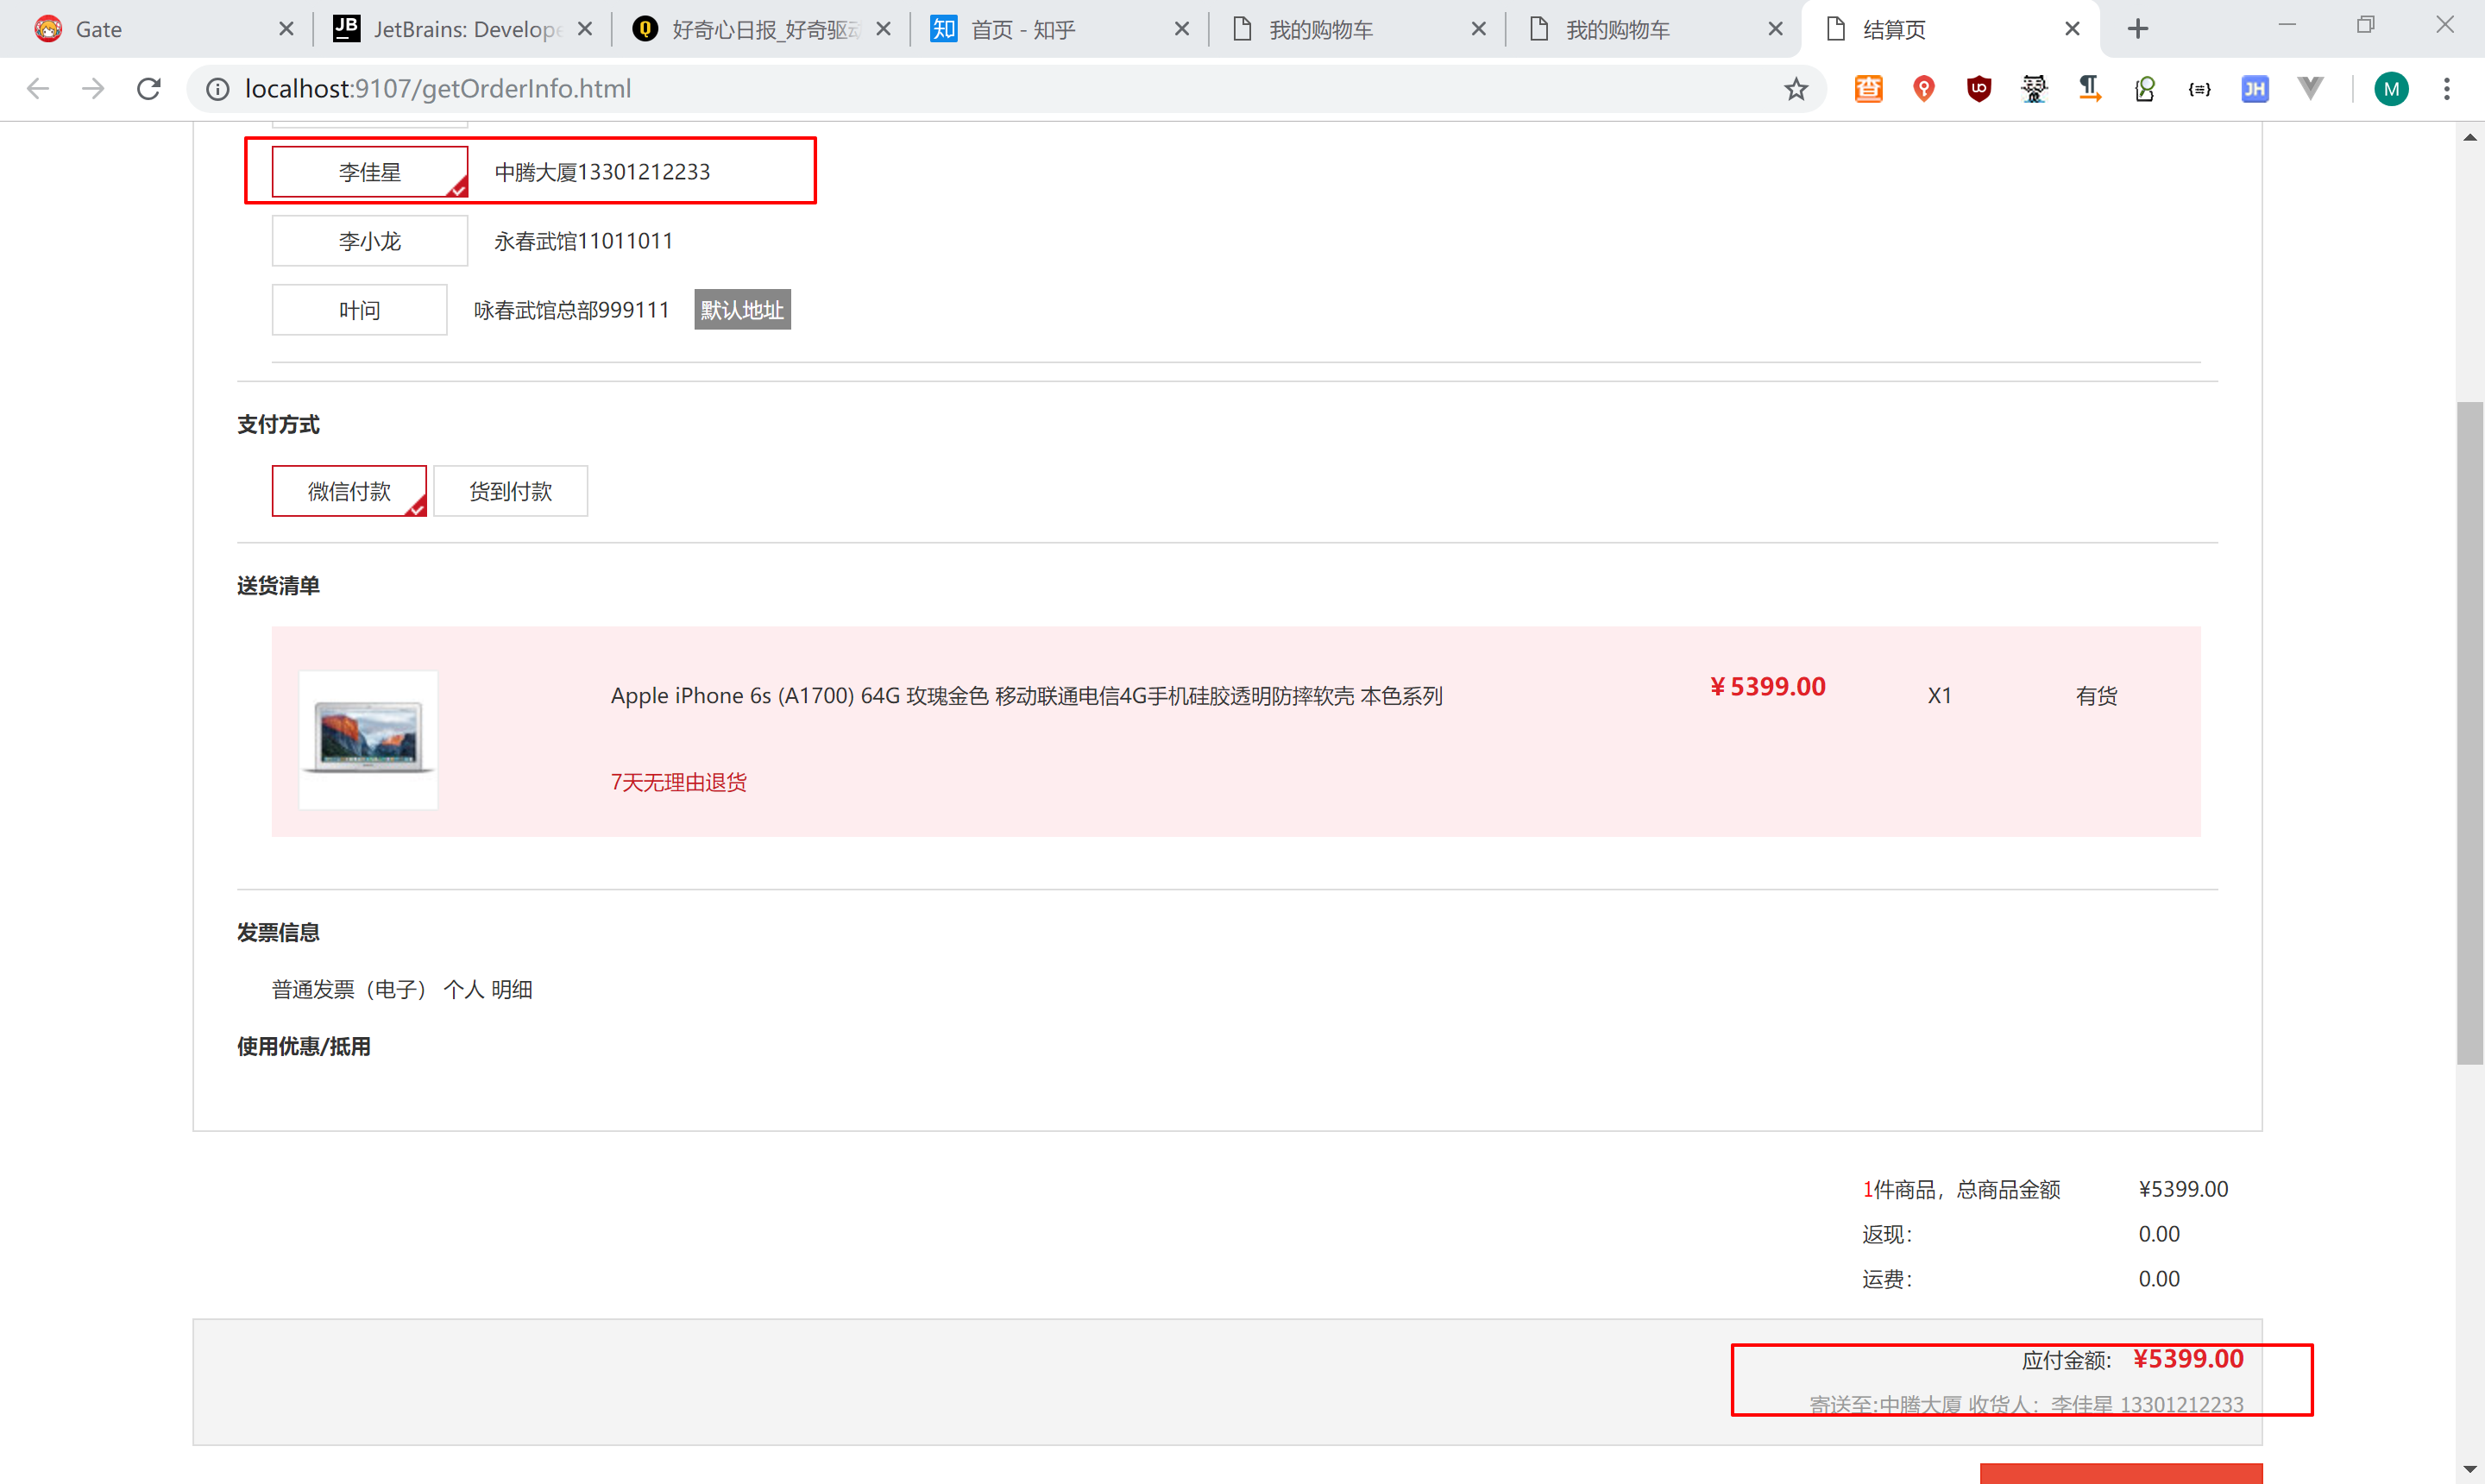 Gate
JB JetBrains: Develope
好奇心日报_好奇驱动
知 首页 - 知乎
我的购物车
我的购物车
结算页
localhost:9107/getOrderInfo.html
JH
M
李佳星 中腾大厦13301212233
李小龙 永春武馆11011011
叶问 咏春武馆总部999111 默认地址
支付方式
微信付款 货到付款
送货清单
Apple iPhone 6s (A1700) 64G 玫瑰金色 移动联通电信4G手机硅胶透明防摔软壳 本色系列 ¥5399.00 X1 有货
7天无理由退货
发票信息
普通发票（电子） 个人 明细
使用优惠/抵用
1件商品，总商品金额 ¥5399.00
返现： 0.00
运费： 0.00
应付金额: ¥5399.00
寄送至:中腾大厦 收货人：李佳星 13301212233